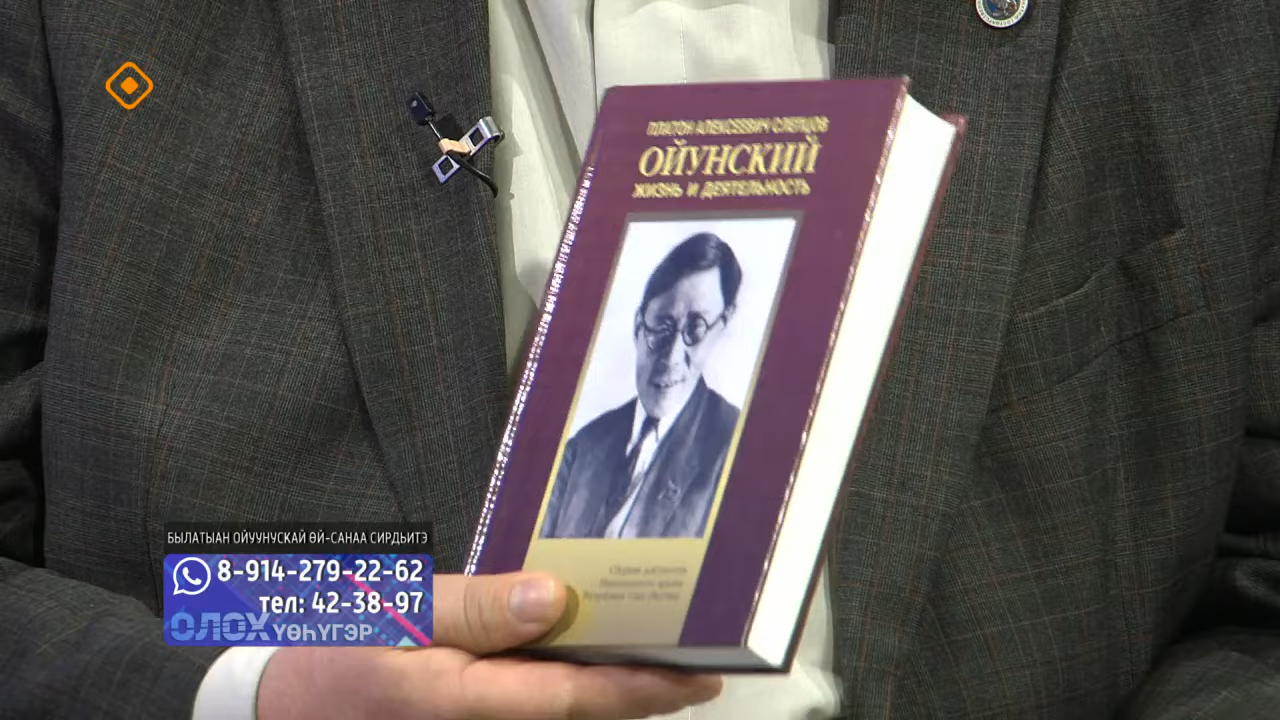 ПЛАТОН АЛЕКСЕЕВИЧ СЛЕПЦОВ
ОЙУНСКИЙ
ЖИЗНЬ И ДЕЯТЕЛЬНОСТЬ
БЫЛАТЫАН ОЙУУНУСКАЙ ӨЙ-САНАА СИРДЬИТЭ
8-914-279-22-62
тел: 42-38-97
ОЛОХ ҮӨҺҮГЭР